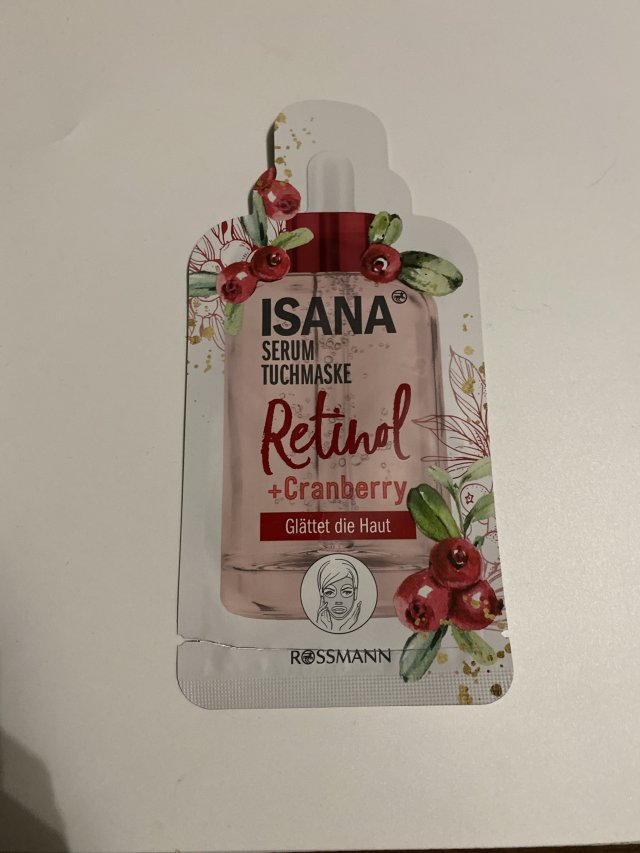 ISANA
SERUM
TUCHMASKE
Retinol
+Cranberry
Glättet die Haut
ROSSMANN